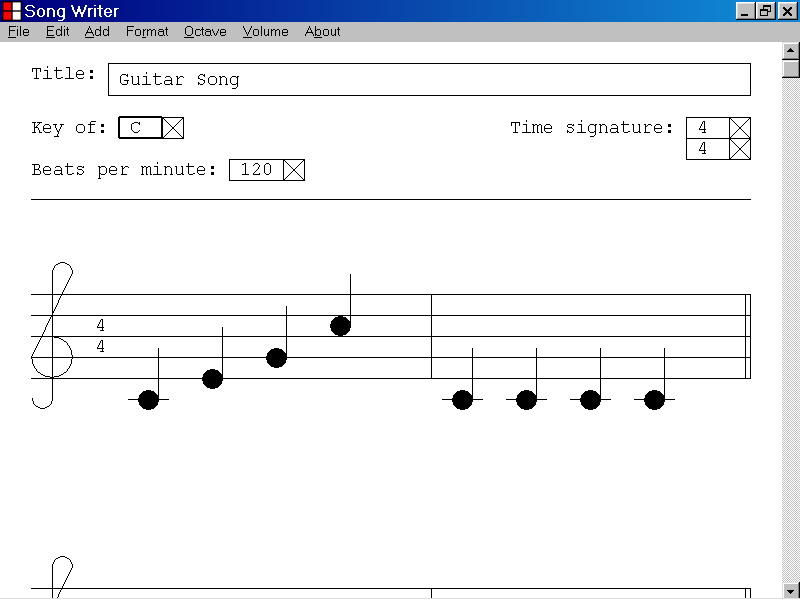 Song Writer
File Edit Add Format Octave Volume About
Title: Guitar Song
Key of: C Time signature: 4
4
Beats per minute: 120
4
4